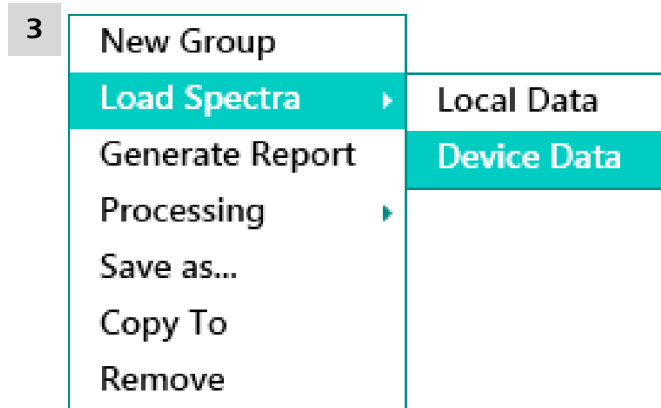 3
New Group
Load Spectra
Local Data
Generate Report
Device Data
Processing
Save as...
Copy To
Remove